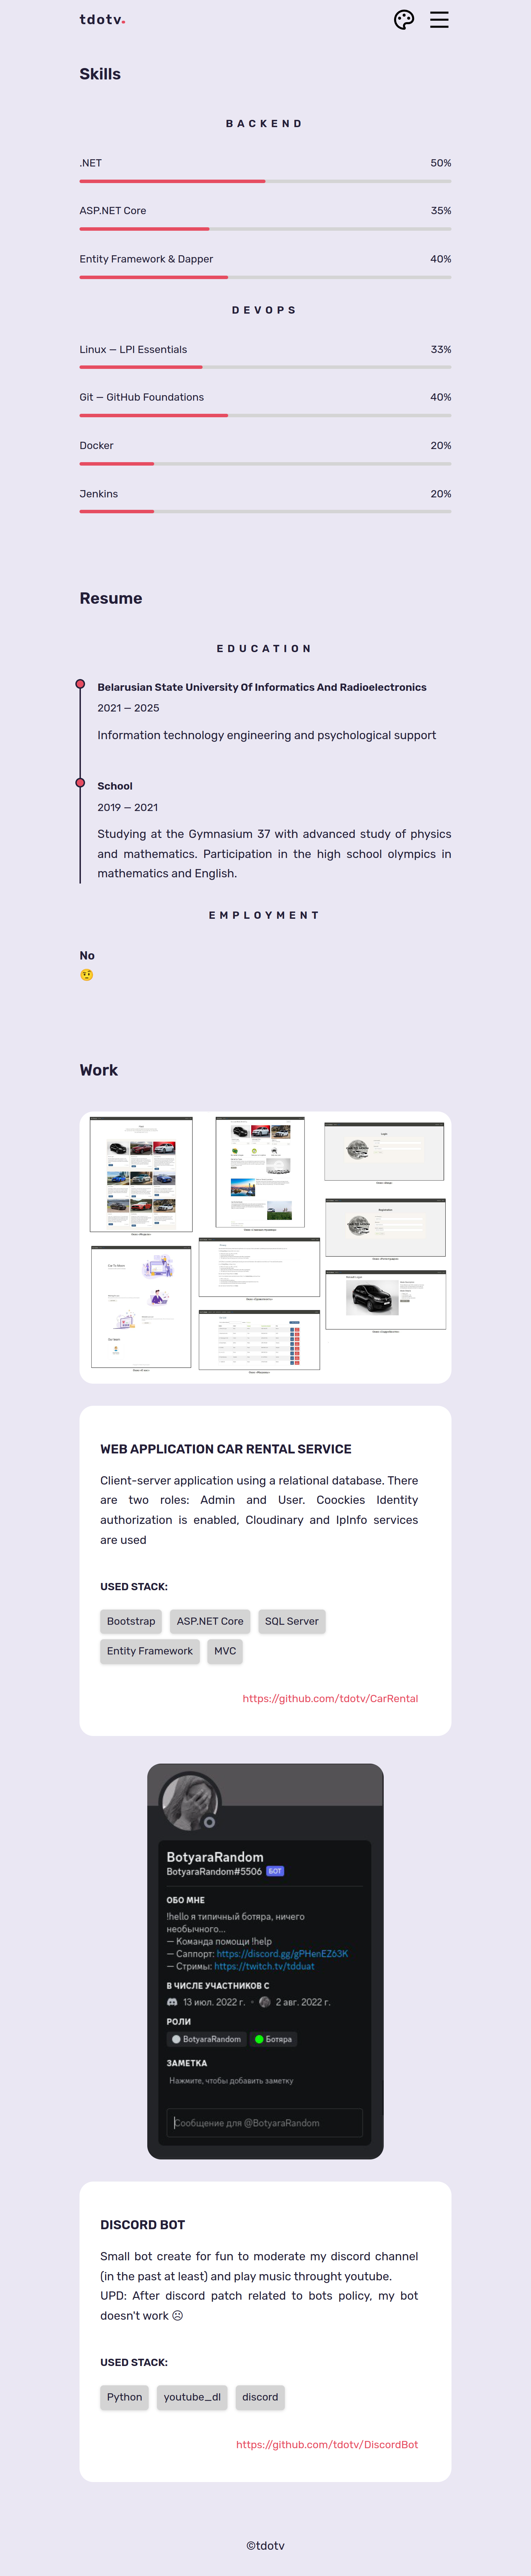 tdotv.
Skills
BACKEND
.NET 50%
ASP.NET Core 35%
Entity Framework & Dapper 40%
DEVOPS
Linux — LPI Essentials 33%
Git — GitHub Foundations 40%
Docker 20%
Jenkins 20%
Resume
EDUCATION
Belarusian State University Of Informatics And Radioelectronics
2021 — 2025
Information technology engineering and psychological support
School
2019 — 2021
Studying at the Gymnasium 37 with advanced study of physics
and mathematics. Participation in the high school olympics in
mathematics and English.
EMPLOYMENT
No
🤨
Work
WEB APPLICATION CAR RENTAL SERVICE
Client-server application using a relational database. There
are two roles: Admin and User. Coockies Identity
authorization is enabled, Cloudinary and IpInfo services
are used
USED STACK:
Bootstrap ASP.NET Core SQL Server
Entity Framework MVC
https://github.com/tdotv/CarRental
BotyaraRandom
BotyaraRandom#5506 БОТ
ОБО МНЕ
!hello я типичный ботяра, ничего
необычного...
— Команда помощи !help
— Саппорт: https://discord.gg/gPHenEZ63K
— Стримы: https://twitch.tv/tdduat
В ЧИСЛЕ УЧАСТНИКОВ С
13 июл. 2022 г. • 2 авг. 2022 г.
РОЛИ
BotyaraRandom Ботяра
ЗАМЕТКА
Нажмите, чтобы добавить заметку
Сообщение для @BotyaraRandom
DISCORD BOT
Small bot create for fun to moderate my discord channel
(in the past at least) and play music throught youtube.
UPD: After discord patch related to bots policy, my bot
doesn't work ☹
USED STACK:
Python youtube_dl discord
https://github.com/tdotv/DiscordBot
©tdotv